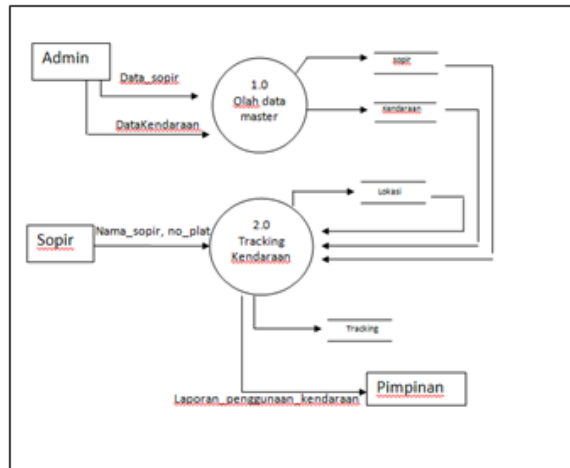 Admin
Data_sopir
DataKendaraan
1.0
Olah data
master
sopir
kendaraan
Lokasi
Sopir
Nama_sopir, no_plat
2.0
Tracking
Kendaraan
Tracking
Pimpinan
Laporan_penggunaan_kendaraan